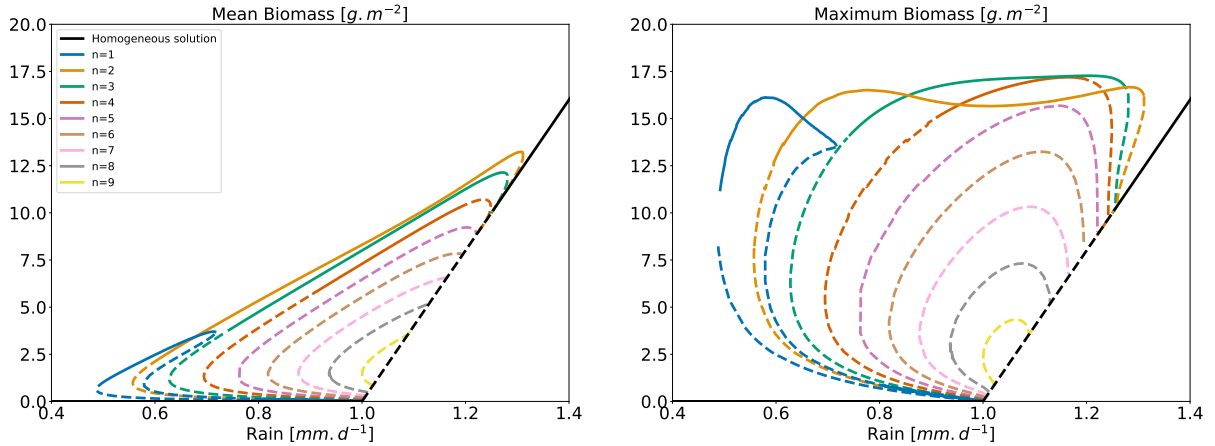 Mean Biomass [g.m⁻²]
20.0
17.5
15.0
12.5
10.0
7.5
5.0
2.5
0.0
Homogeneous solution
n=1
n=2
n=3
n=4
n=5
n=6
n=7
n=8
n=9
0.4 0.6 0.8 1.0 1.2 1.4
Rain [mm.d⁻¹]
Maximum Biomass [g.m⁻²]
20.0
17.5
15.0
12.5
10.0
7.5
5.0
2.5
0.0
0.4 0.6 0.8 1.0 1.2 1.4
Rain [mm.d⁻¹]